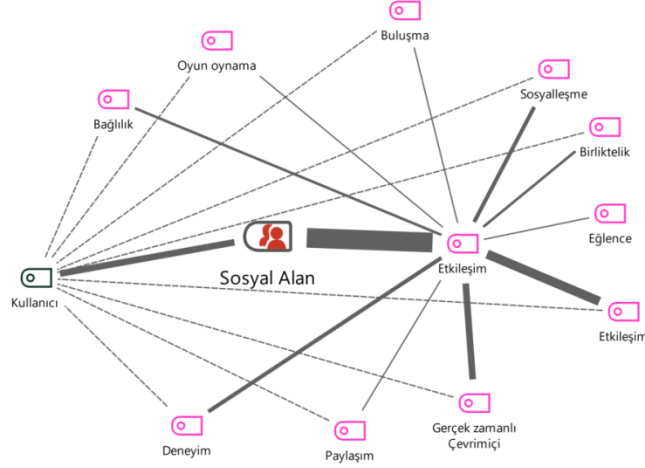 Buluşma
Oyun oynama
Sosyalleşme
Bağlılık
Birliktelik
Eğlence
Etkileşim
Sosyal Alan
Kullanıcı
Etkileşim
Gerçek zamanlı
Çevrimiçi
Deneyim
Paylaşım